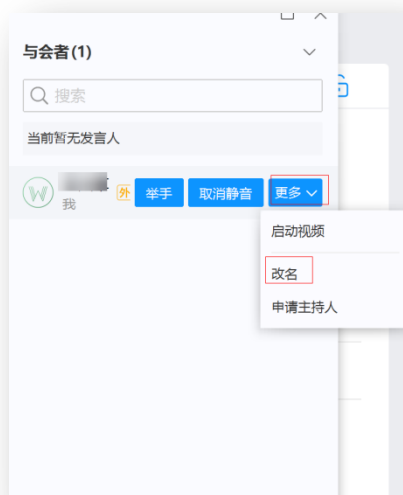 与会者(1)
搜索
当前暂无发言人
W 外 举手 取消静音 更多
我
启动视频
改名
申请主持人